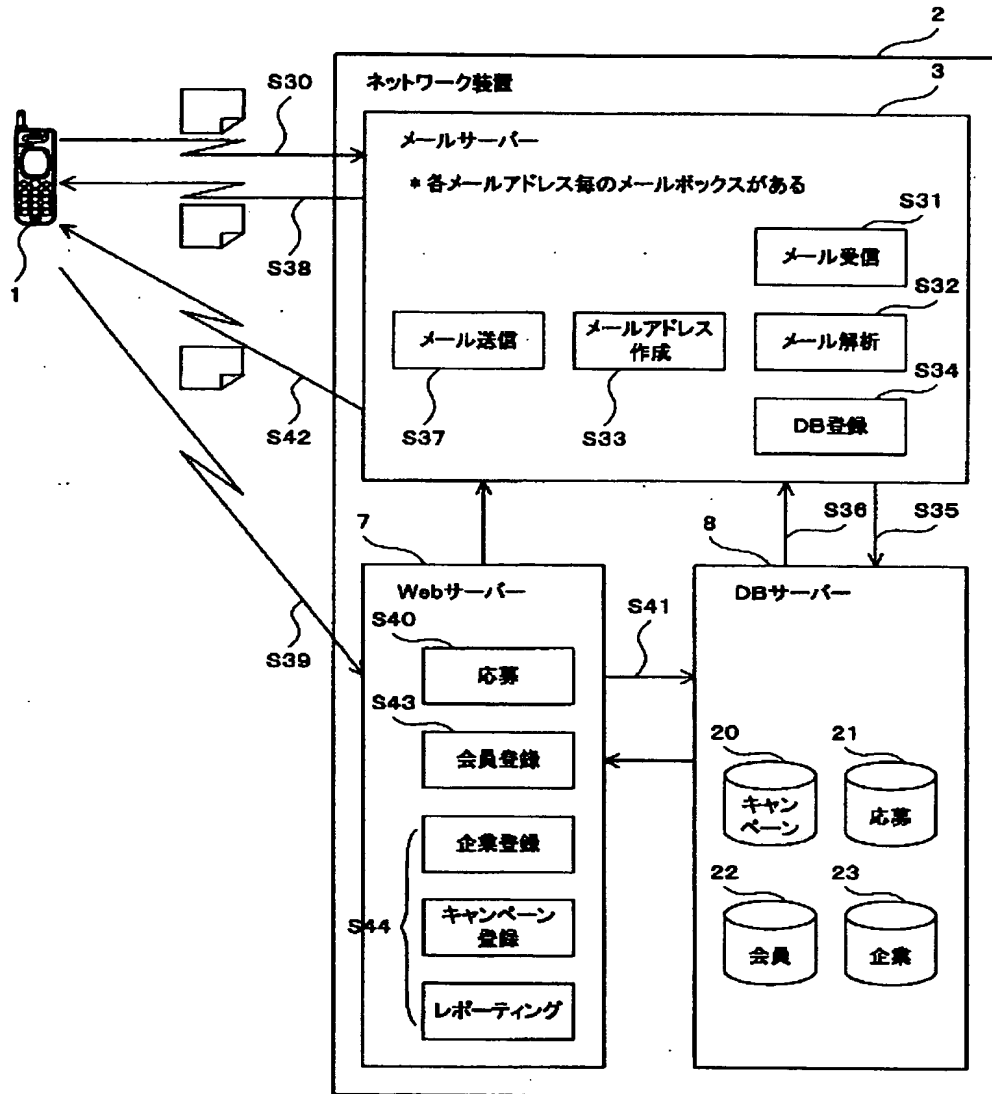 2
ネットワーク装置
3
S30
メールサーバー
*各メールアドレス毎のメールボックスがある
S31
メール受信
S38
1
S32
メール送信
メールアドレス
作成
メール解析
S34
S42
S37
S33
DB登録
S36
S35
7
8
Webサーバー
DBサーバー
S41
S40
S39
応募
S43
20
21
会員登録
キャン
ペーン
応募
企業登録
22
23
S44
キャンペーン
登録
会員
企業
レポーティング